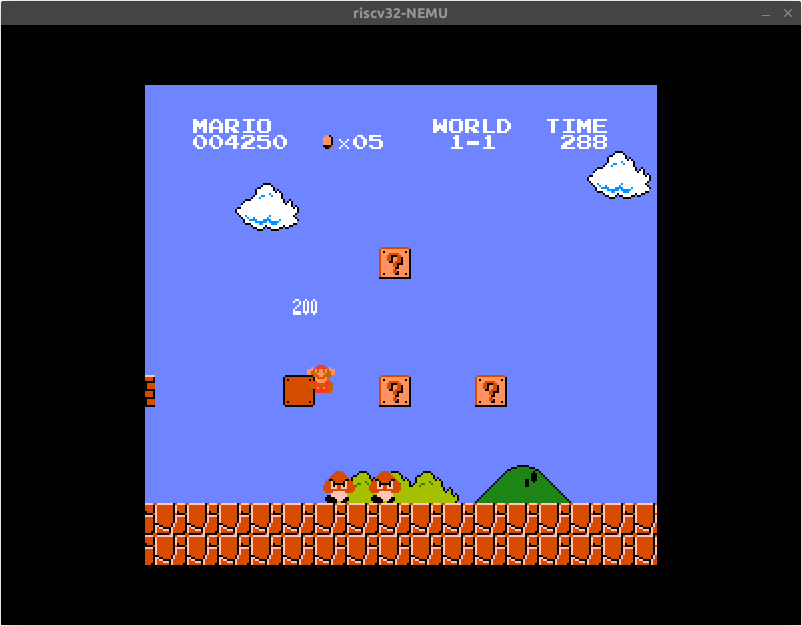 riscv32-NEMU
MARIO WORLD TIME
004250 ×05 1-1 288
?
200
? ?